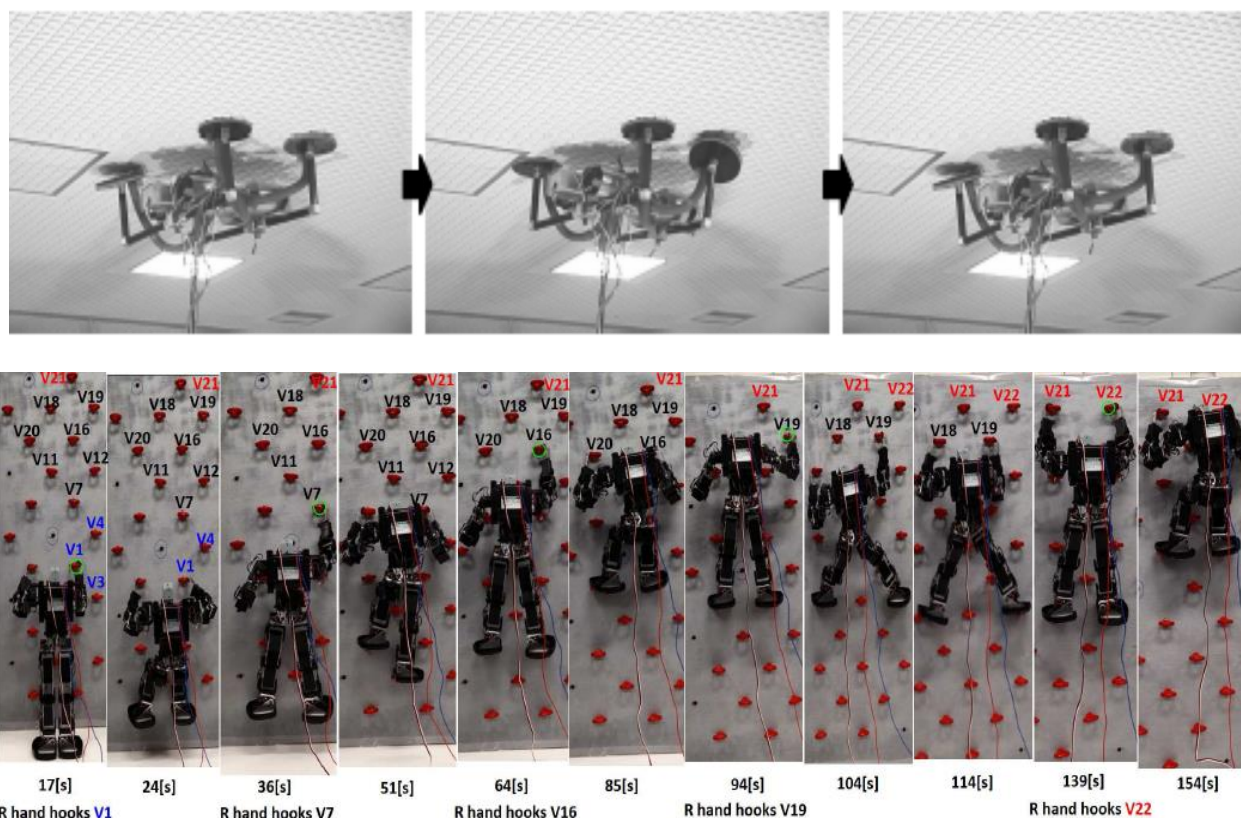 V21
V18 V19
V20 V16
V11 V12
V7
V4
V1
V3
V21
V18 V19
V20 V16
V11 V12
V7
V4
V1
V21
V18
V20 V16
V11
V7
V21
V18 V19
V20 V16
V11 V12
V7
V21
V18 V19
V20 V16
V21
V18 V19
V20 V16
V21
V19
V21 V22
V18 V19
V21 V22
V18 V19
V21 V22
V21 V22
17[s] 24[s] 36[s] 51[s] 64[s] 85[s] 94[s] 104[s] 114[s] 139[s] 154[s]
R hand hooks V1 R hand hooks V7 R hand hooks V16 R hand hooks V19 R hand hooks V22